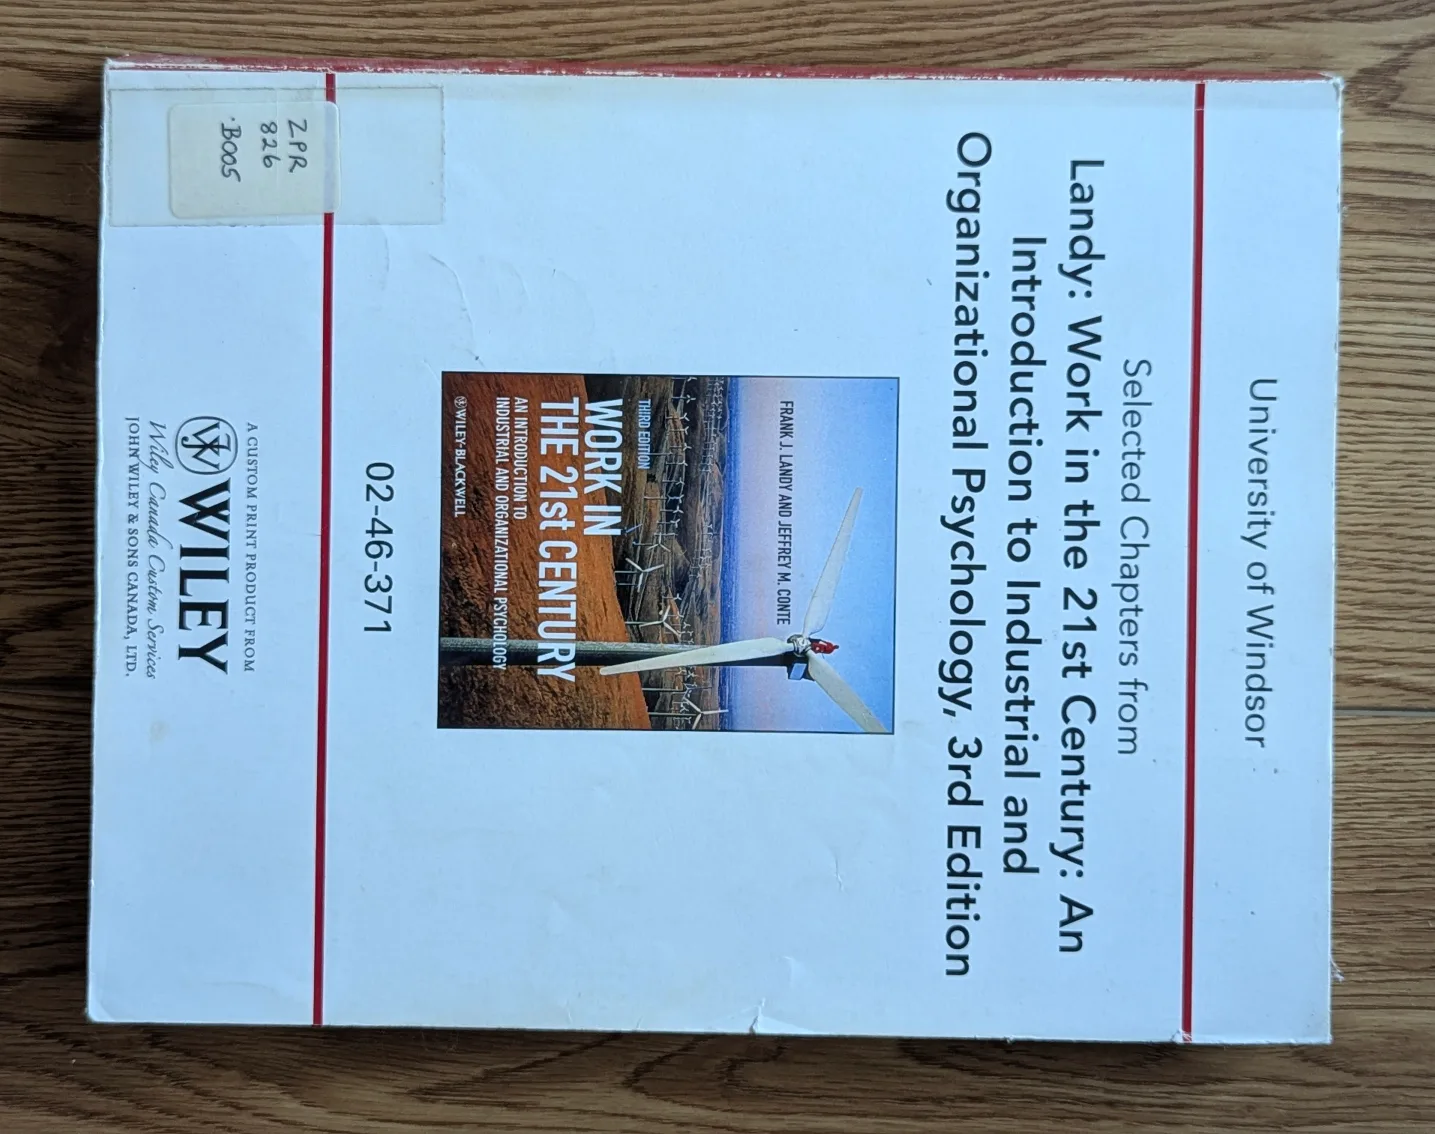 University of Windsor
Selected Chapters from
Landy: Work in the 21st Century: An
Introduction to Industrial and
Organizational Psychology, 3rd Edition
FRANK J. LANDY AND JEFFREY M. CONTE
THIRD EDITION
WORK IN
THE 21st CENTURY
AN INTRODUCTION TO
INDUSTRIAL AND ORGANIZATIONAL PSYCHOLOGY
WILEY-BLACKWELL
02-46-371
ZPR
826
.B005
A CUSTOM PRINT PRODUCT FROM
WILEY
Wiley Canada Custom Services
JOHN WILEY & SONS CANADA, LTD.